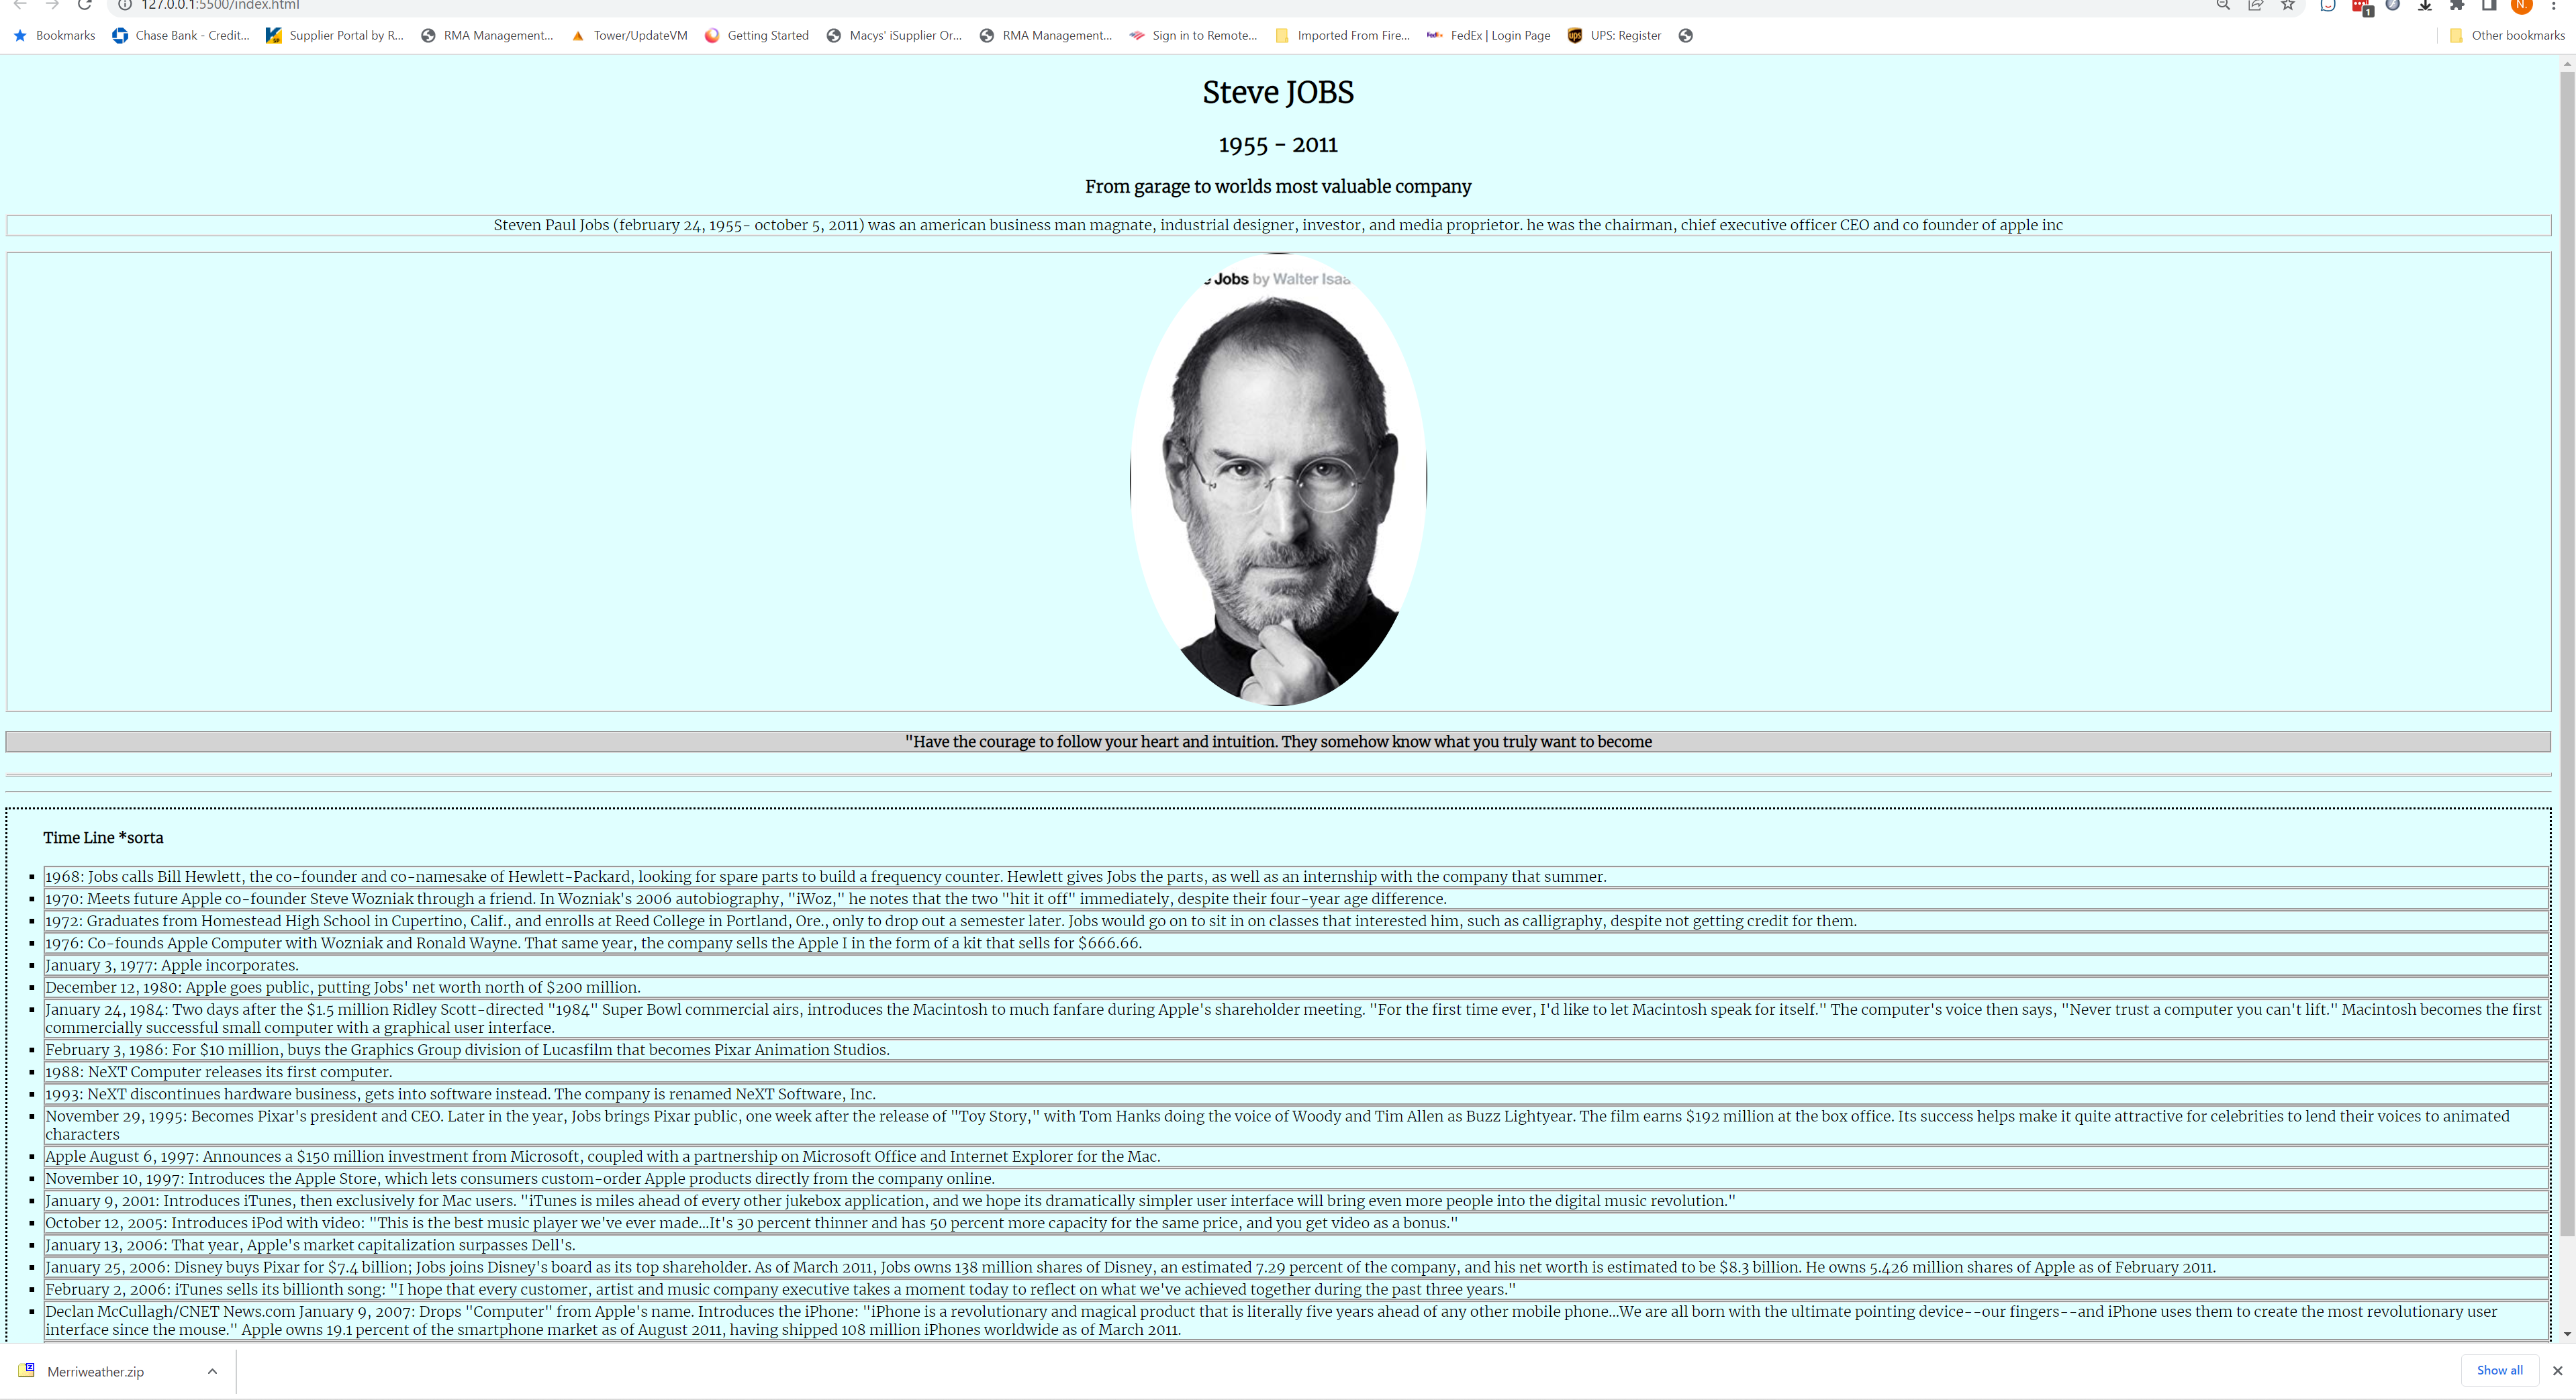 127.0.0.1:5500/index.html
1
N.
Bookmarks
Chase Bank - Credit...
Supplier Portal by R...
RMA Management...
Tower/UpdateVM
Getting Started
Macys' iSupplier Or...
RMA Management...
Sign in to Remote...
Imported From Fire...
FedEx | Login Page
UPS: Register
Other bookmarks
Steve JOBS
1955 - 2011
From garage to worlds most valuable company
Steven Paul Jobs (february 24, 1955- october 5, 2011) was an american business man magnate, industrial designer, investor, and media proprietor. he was the chairman, chief executive officer CEO and co founder of apple inc
Jobs by Walter Isaa
"Have the courage to follow your heart and intuition. They somehow know what you truly want to become
Time Line *sorta
1968: Jobs calls Bill Hewlett, the co-founder and co-namesake of Hewlett-Packard, looking for spare parts to build a frequency counter. Hewlett gives Jobs the parts, as well as an internship with the company that summer.
1970: Meets future Apple co-founder Steve Wozniak through a friend. In Wozniak's 2006 autobiography, "iWoz," he notes that the two "hit it off" immediately, despite their four-year age difference.
1972: Graduates from Homestead High School in Cupertino, Calif., and enrolls at Reed College in Portland, Ore., only to drop out a semester later. Jobs would go on to sit in on classes that interested him, such as calligraphy, despite not getting credit for them.
1976: Co-founds Apple Computer with Wozniak and Ronald Wayne. That same year, the company sells the Apple I in the form of a kit that sells for $666.66.
January 3, 1977: Apple incorporates.
December 12, 1980: Apple goes public, putting Jobs' net worth north of $200 million.
January 24, 1984: Two days after the $1.5 million Ridley Scott-directed "1984" Super Bowl commercial airs, introduces the Macintosh to much fanfare during Apple's shareholder meeting. "For the first time ever, I'd like to let Macintosh speak for itself." The computer's voice then says, "Never trust a computer you can't lift." Macintosh becomes the first
commercially successful small computer with a graphical user interface.
February 3, 1986: For $10 million, buys the Graphics Group division of Lucasfilm that becomes Pixar Animation Studios.
1988: NeXT Computer releases its first computer.
1993: NeXT discontinues hardware business, gets into software instead. The company is renamed NeXT Software, Inc.
November 29, 1995: Becomes Pixar's president and CEO. Later in the year, Jobs brings Pixar public, one week after the release of "Toy Story," with Tom Hanks doing the voice of Woody and Tim Allen as Buzz Lightyear. The film earns $192 million at the box office. Its success helps make it quite attractive for celebrities to lend their voices to animated
characters
Apple August 6, 1997: Announces a $150 million investment from Microsoft, coupled with a partnership on Microsoft Office and Internet Explorer for the Mac.
November 10, 1997: Introduces the Apple Store, which lets consumers custom-order Apple products directly from the company online.
January 9, 2001: Introduces iTunes, then exclusively for Mac users. "iTunes is miles ahead of every other jukebox application, and we hope its dramatically simpler user interface will bring even more people into the digital music revolution."
October 12, 2005: Introduces iPod with video: "This is the best music player we've ever made...It's 30 percent thinner and has 50 percent more capacity for the same price, and you get video as a bonus."
January 13, 2006: That year, Apple's market capitalization surpasses Dell's.
January 25, 2006: Disney buys Pixar for $7.4 billion; Jobs joins Disney's board as its top shareholder. As of March 2011, Jobs owns 138 million shares of Disney, an estimated 7.29 percent of the company, and his net worth is estimated to be $8.3 billion. He owns 5.426 million shares of Apple as of February 2011.
February 2, 2006: iTunes sells its billionth song: "I hope that every customer, artist and music company executive takes a moment today to reflect on what we've achieved together during the past three years."
Declan McCullagh/CNET News.com January 9, 2007: Drops "Computer" from Apple's name. Introduces the iPhone: "iPhone is a revolutionary and magical product that is literally five years ahead of any other mobile phone...We are all born with the ultimate pointing device--our fingers--and iPhone uses them to create the most revolutionary user
interface since the mouse." Apple owns 19.1 percent of the smartphone market as of August 2011, having shipped 108 million iPhones worldwide as of March 2011.
Merriweather.zip
Show all